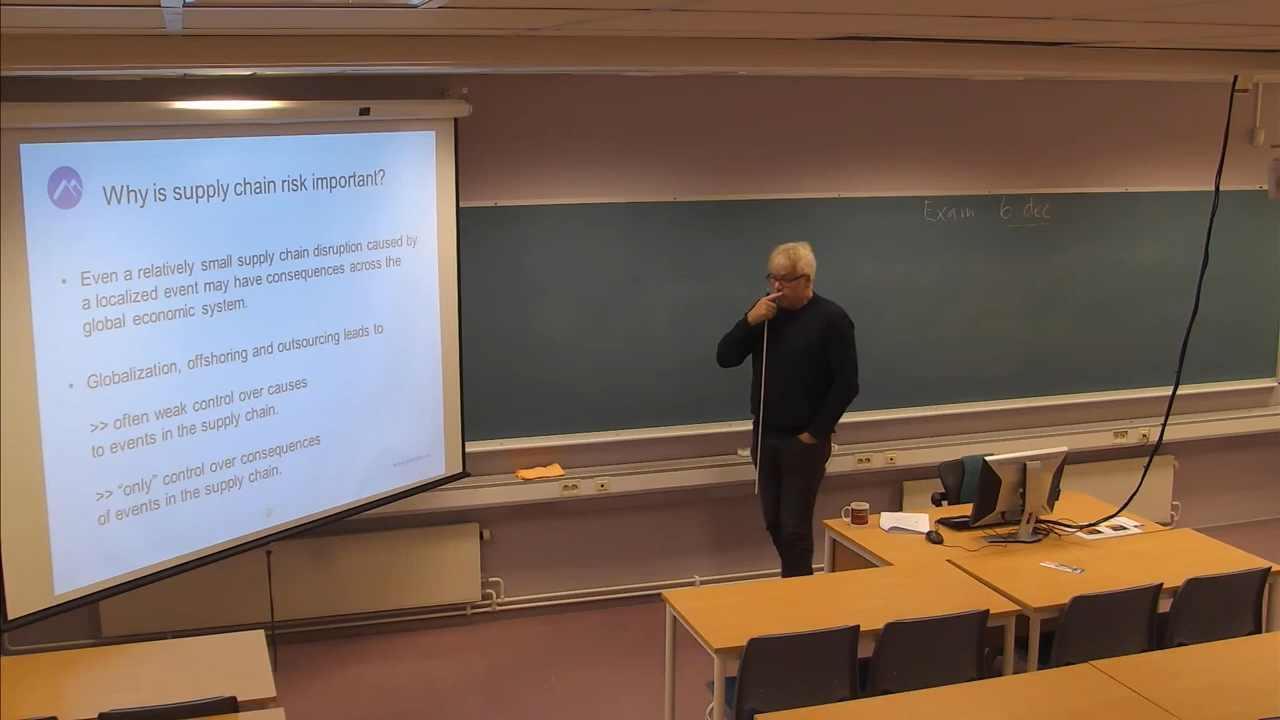 Why is supply chain risk important?
• Even a relatively small supply chain disruption caused by
a localized event may have consequences across the
global economic system.
• Globalization, offshoring and outsourcing leads to
>> often weak control over causes
to events in the supply chain.
>> “only” control over consequences
of events in the supply chain.
Exam 6 dec